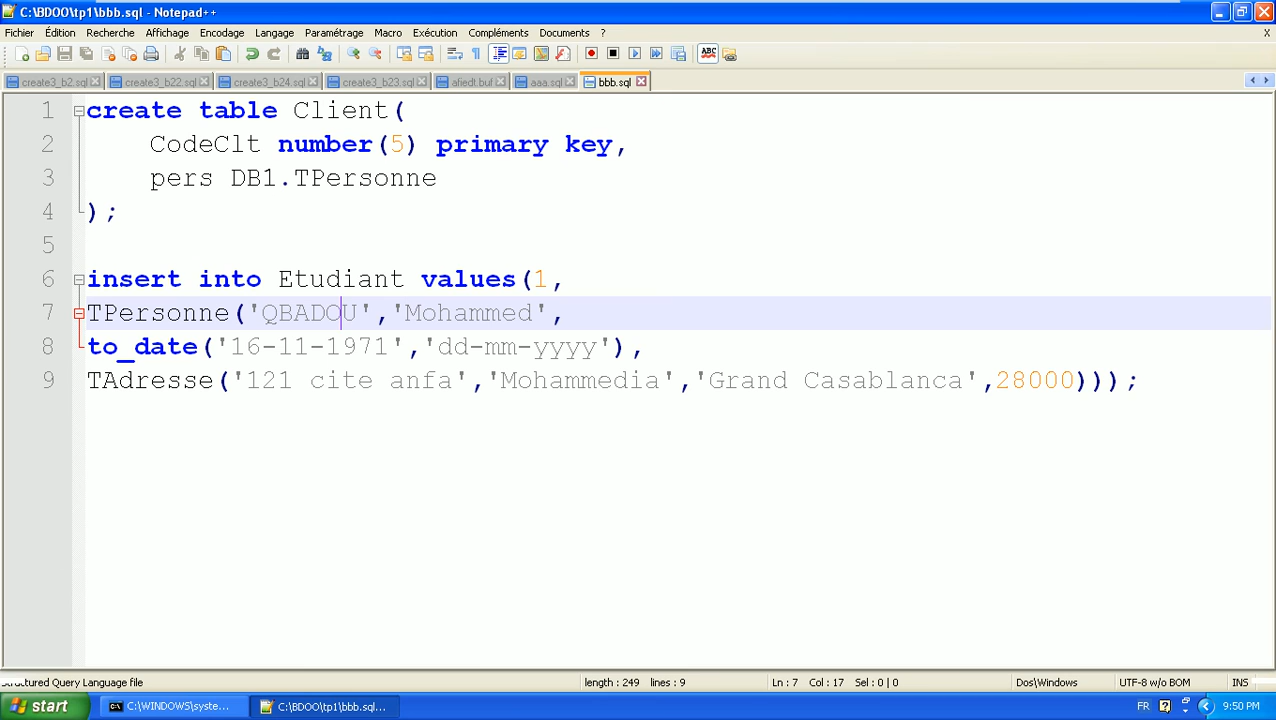 C:\BDOO\tp1\bbb.sql - Notepad++
Fichier Édition Recherche Affichage Encodage Langage Paramétrage Macro Exécution Compléments Documents ? X
create3_b2.sql create3_b22.sql create3_b24.sql create3_b23.sql afiedt.buf aaa.sql bbb.sql
1 create table Client(
2 CodeClt number(5) primary key,
3 pers DB1.TPersonne
4 );
5
6 insert into Etudiant values(1,
7 TPersonne('QBADOU','Mohammed',
8 to_date('16-11-1971','dd-mm-yyyy'),
9 TAdresse('121 cite anfa','Mohammedia','Grand Casablanca',28000)));
Structured Query Language file length : 249 lines : 9 Ln : 7 Col : 17 Sel : 0 | 0 Dos\Windows UTF-8 w/o BOM INS
start C:\WINDOWS\syste... C:\BDOO\tp1\bbb.sql... FR 9:50 PM